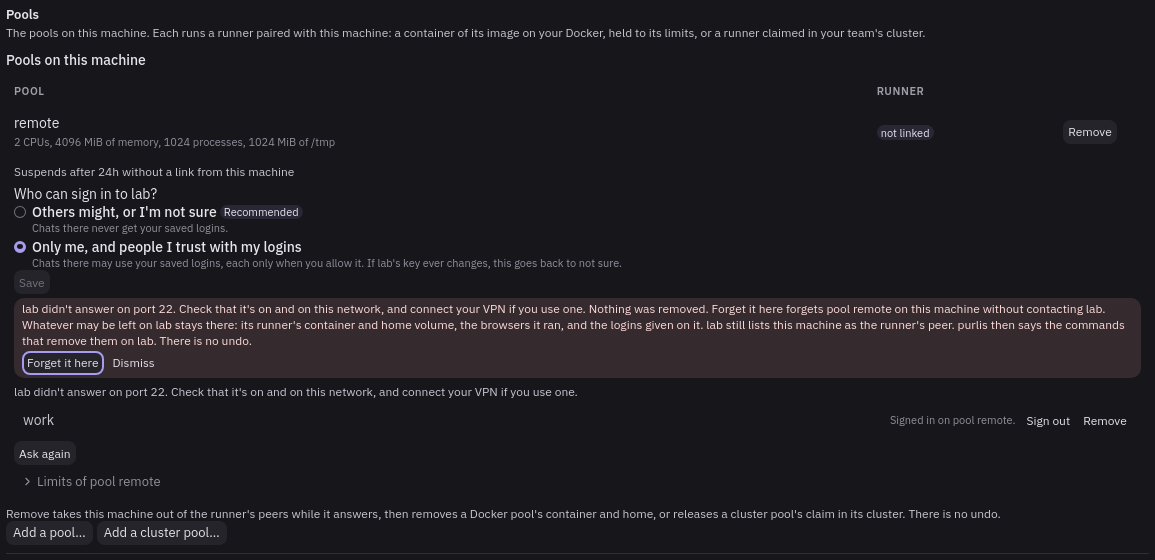 Pools
The pools on this machine. Each runs a runner paired with this machine: a container of its image on your Docker, held to its limits, or a runner claimed in your team's cluster.
Pools on this machine
POOL RUNNER
remote
2 CPUs, 4096 MiB of memory, 1024 processes, 1024 MiB of /tmp
not linked
Remove
Suspends after 24h without a link from this machine
Who can sign in to lab?
Others might, or I'm not sure Recommended
Chats there never get your saved logins.
Only me, and people I trust with my logins
Chats there may use your saved logins, each only when you allow it. If lab's key ever changes, this goes back to not sure.
Save
lab didn't answer on port 22. Check that it's on and on this network, and connect your VPN if you use one. Nothing was removed. Forget it here forgets pool remote on this machine without contacting lab.
Whatever may be left on lab stays there: its runner's container and home volume, the browsers it ran, and the logins given on it. lab still lists this machine as the runner's peer. purlis then says the commands
that remove them on lab. There is no undo.
Forget it here Dismiss
lab didn't answer on port 22. Check that it's on and on this network, and connect your VPN if you use one.
work Signed in on pool remote. Sign out Remove
Ask again
Limits of pool remote
Remove takes this machine out of the runner's peers while it answers, then removes a Docker pool's container and home, or releases a cluster pool's claim in its cluster. There is no undo.
Add a pool... Add a cluster pool...